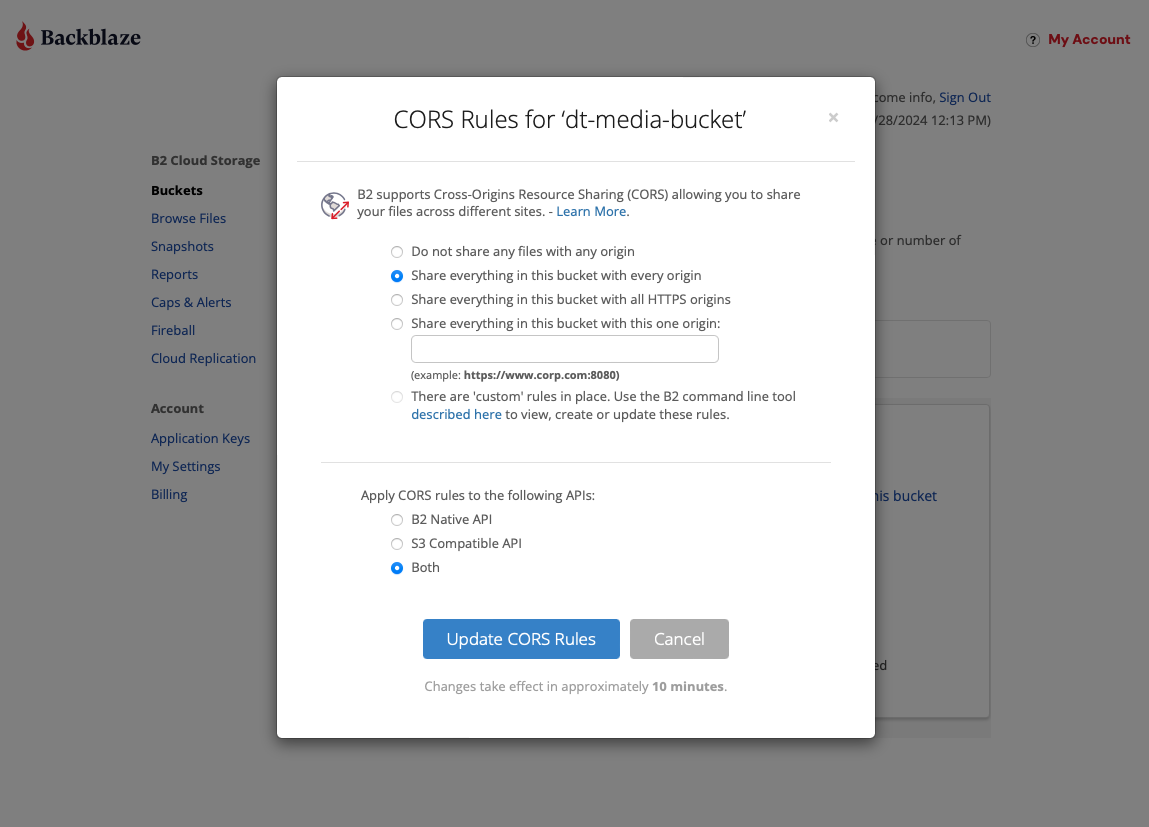 Backblaze
? My Account
come info, Sign Out
/28/2024 12:13 PM)
B2 Cloud Storage
Buckets
Browse Files
Snapshots
Reports
Caps & Alerts
Fireball
Cloud Replication
Account
Application Keys
My Settings
Billing
CORS Rules for ‘dt-media-bucket’
×
B2 supports Cross-Origins Resource Sharing (CORS) allowing you to share
your files across different sites. - Learn More.
Do not share any files with any origin
Share everything in this bucket with every origin
Share everything in this bucket with all HTTPS origins
Share everything in this bucket with this one origin:
(example: https://www.corp.com:8080)
There are 'custom' rules in place. Use the B2 command line tool
described here to view, create or update these rules.
Apply CORS rules to the following APIs:
B2 Native API
S3 Compatible API
Both
Update CORS Rules
Cancel
Changes take effect in approximately 10 minutes.
or number of
his bucket
ed